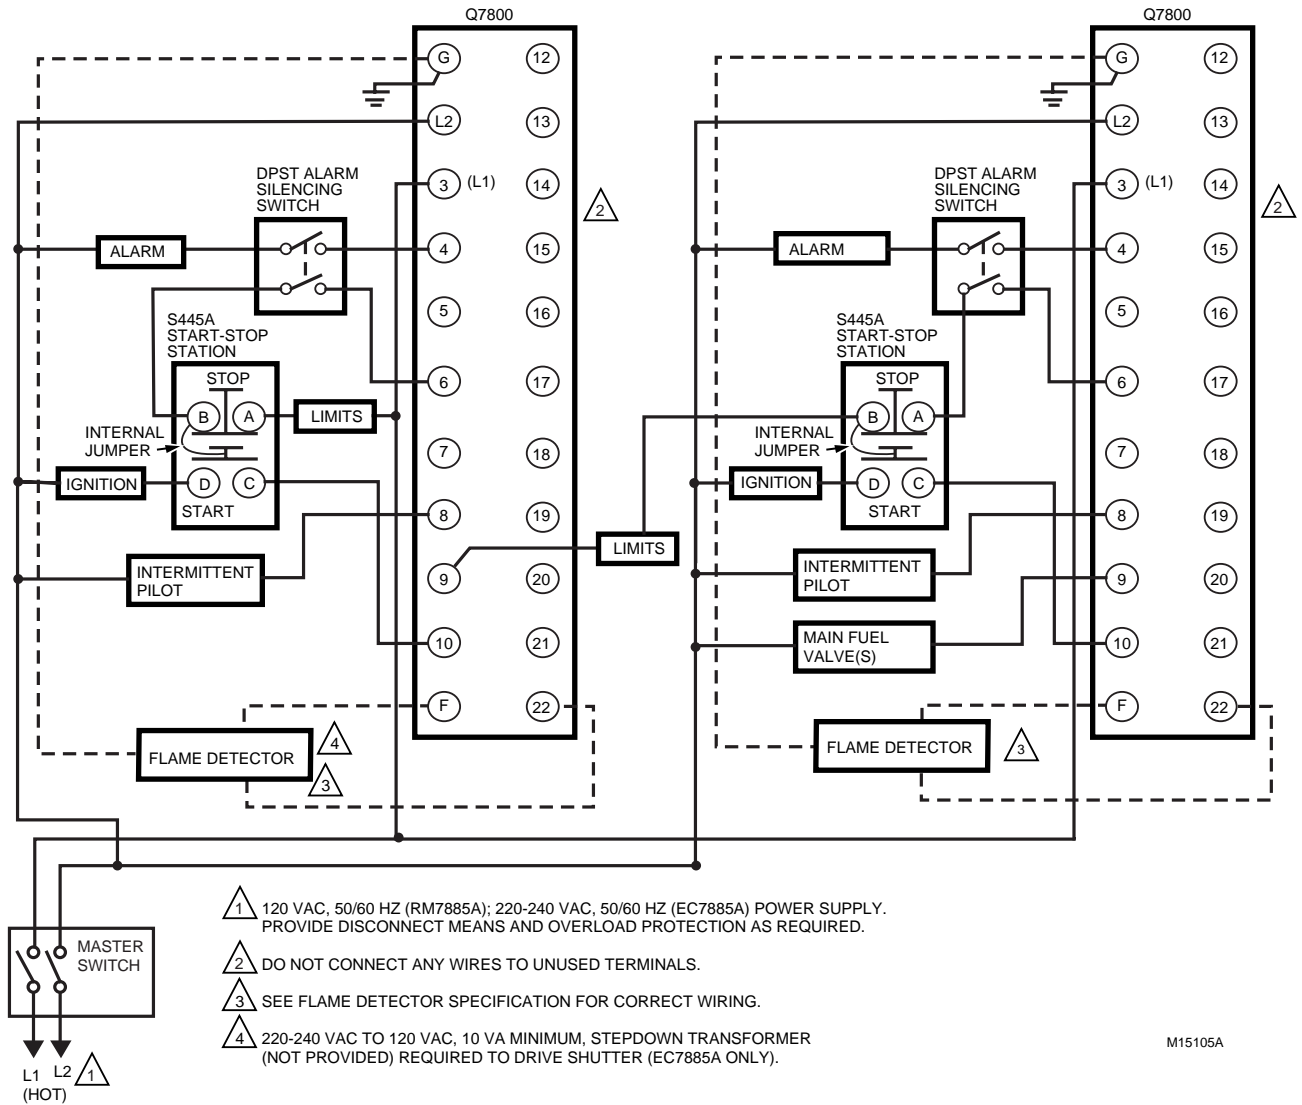 Q7800
G
12
L2
13
3
(L1)
14
4
15
5
16
6
17
7
18
8
19
9
20
10
21
F
22
DPST ALARM
SILENCING
SWITCH
ALARM
S445A
START-STOP
STATION
STOP
B
A
LIMITS
INTERNAL
JUMPER
IGNITION
D
C
START
INTERMITTENT
PILOT
FLAME DETECTOR
4
3
2
LIMITS
Q7800
G
12
L2
13
3
(L1)
14
4
15
5
16
6
17
7
18
8
19
9
20
10
21
F
22
DPST ALARM
SILENCING
SWITCH
ALARM
S445A
START-STOP
STATION
STOP
B
A
INTERNAL
JUMPER
IGNITION
D
C
START
INTERMITTENT
PILOT
MAIN FUEL
VALVE(S)
FLAME DETECTOR
3
2
MASTER
SWITCH
L1
(HOT)
L2
1
1 120 VAC, 50/60 HZ (RM7885A); 220-240 VAC, 50/60 HZ (EC7885A) POWER SUPPLY.
PROVIDE DISCONNECT MEANS AND OVERLOAD PROTECTION AS REQUIRED.
2 DO NOT CONNECT ANY WIRES TO UNUSED TERMINALS.
3 SEE FLAME DETECTOR SPECIFICATION FOR CORRECT WIRING.
4 220-240 VAC TO 120 VAC, 10 VA MINIMUM, STEPDOWN TRANSFORMER
(NOT PROVIDED) REQUIRED TO DRIVE SHUTTER (EC7885A ONLY).
M15105A